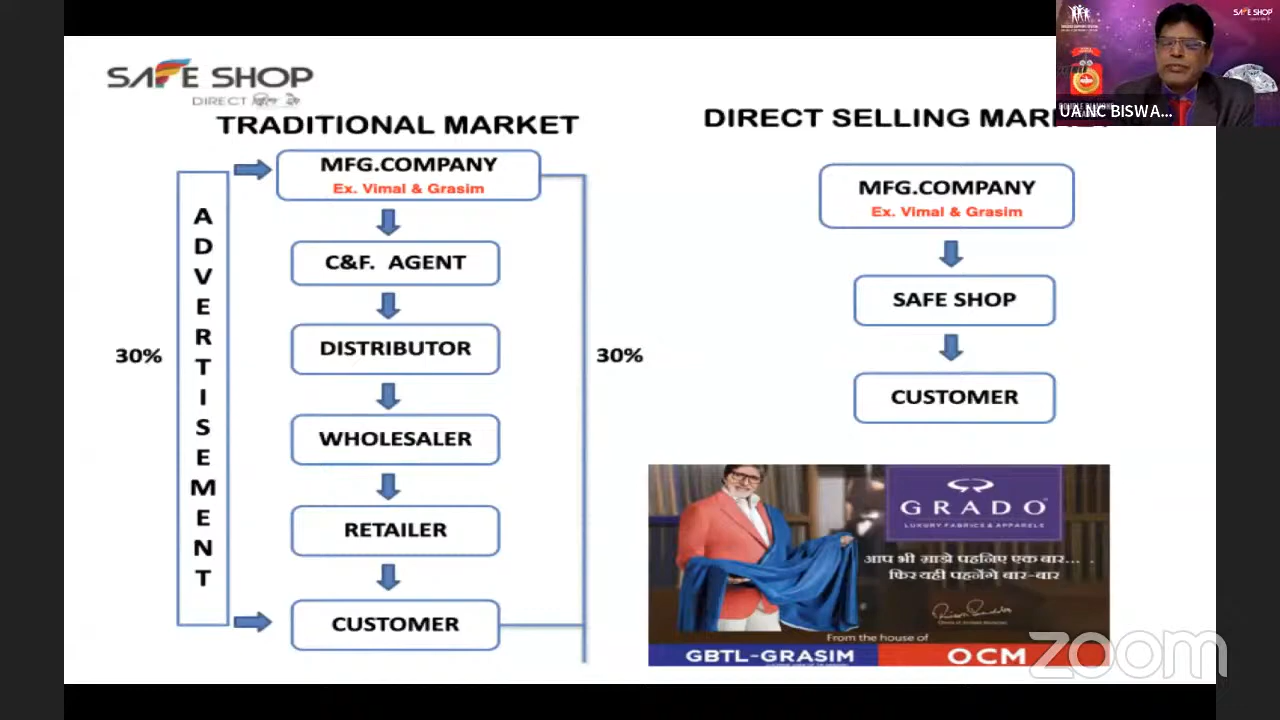 SAFE SHOP
DIRECT
TRADITIONAL MARKET
30%
ADVERTISEMENT
MFG.COMPANY
Ex. Vimal & Grasim
C&F. AGENT
DISTRIBUTOR
WHOLESALER
RETAILER
CUSTOMER
30%
DIRECT SELLING
MFG.COMPANY
Ex. Vimal & Grasim
SAFE SHOP
CUSTOMER
GRADO
LUXURY FABRICS & APPARELS
आप भी ग्राडो पहनिए एक बार...
फिर यही पहनेंगे बार-बार
From the house of
GBTL-GRASIM
OCM
zoom
SAFE SHOP
UA NC BISWA...